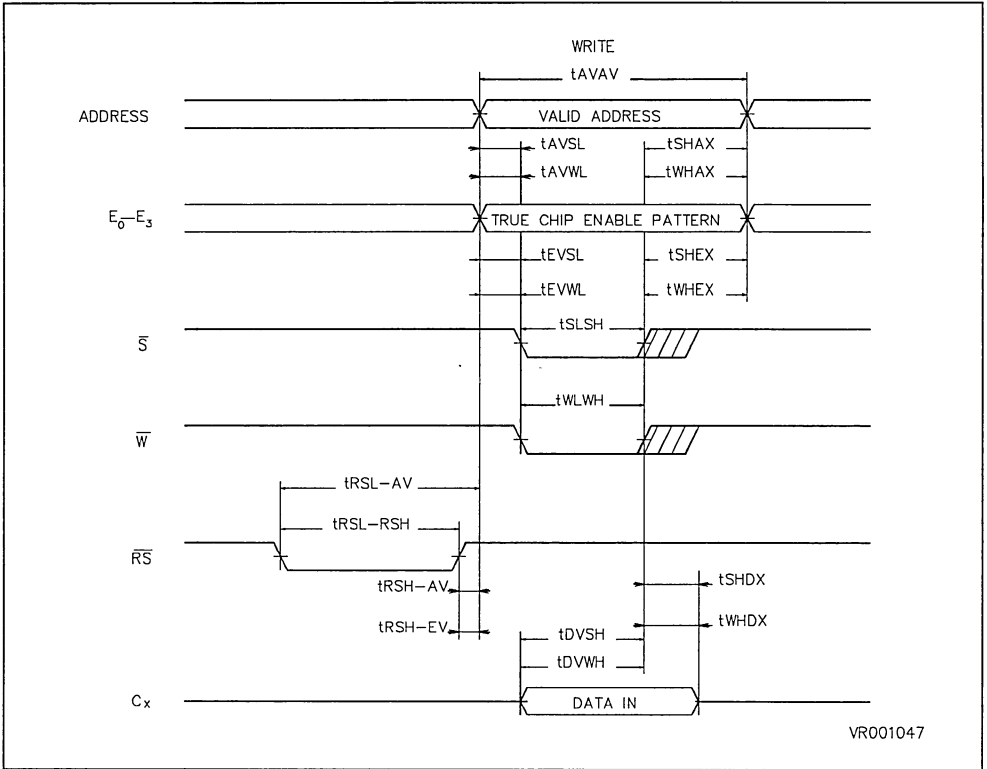 WRITE
tAVAV
ADDRESS
VALID ADDRESS
tAVSL
tSHAX
tAVWL
tWHAX
E0—E3
TRUE CHIP ENABLE PATTERN
tEVSL
tSHEX
tEVWL
tWHEX
tSLSH
S̅
tWLWH
W̅
tRSL-AV
tRSL-RSH
R̅S̅
tRSH-AV
tSHDX
tRSH-EV
tWHDX
tDVSH
tDVWH
Cx
DATA IN
VR001047